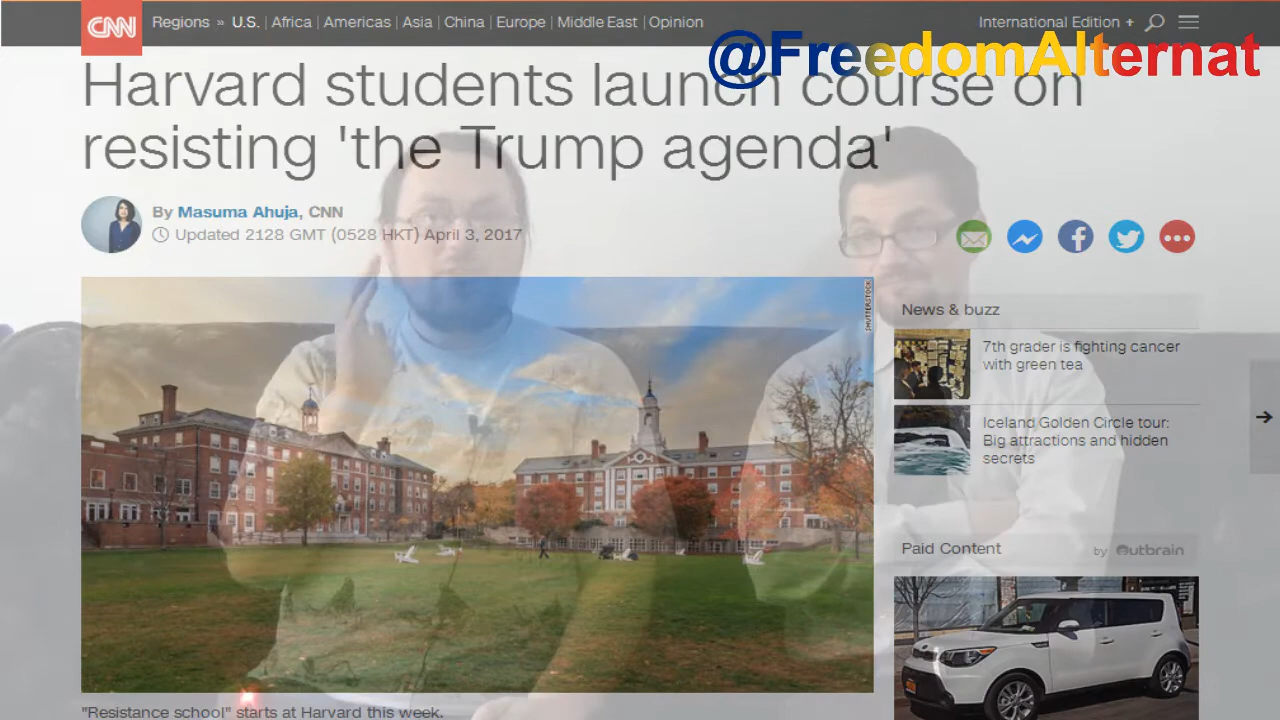 CNN
Regions » U.S. | Africa | Americas | Asia | China | Europe | Middle East | Opinion
International Edition +
@FreedomAlternat
Harvard students launch course on
resisting 'the Trump agenda'
By Masuma Ahuja, CNN
Updated 2128 GMT (0528 HKT) April 3, 2017
SHUTTERSTOCK
News & buzz
7th grader is fighting cancer
with green tea
Iceland Golden Circle tour:
Big attractions and hidden
secrets
Paid Content
by Outbrain
"Resistance school" starts at Harvard this week.